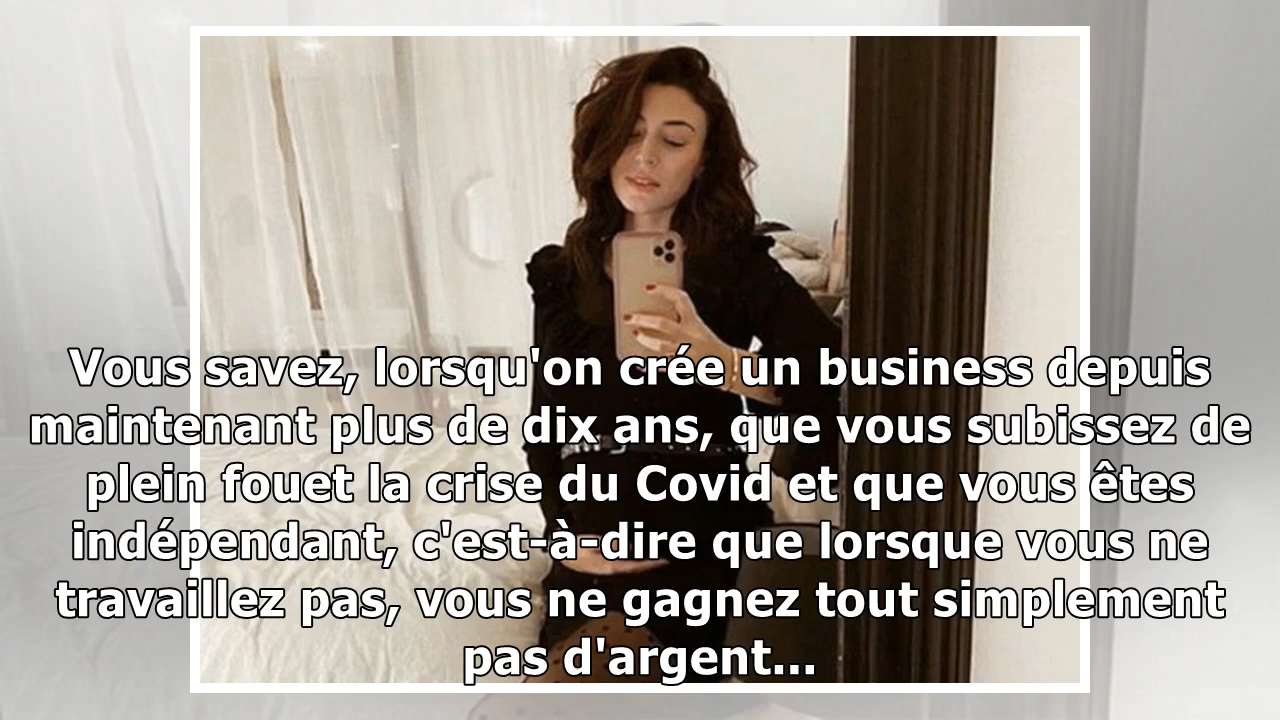 Vous savez, lorsqu'on crée un business depuis
maintenant plus de dix ans, que vous subissez de
plein fouet la crise du Covid et que vous êtes
indépendant, c'est-à-dire que lorsque vous ne
travaillez pas, vous ne gagnez tout simplement
pas d'argent...